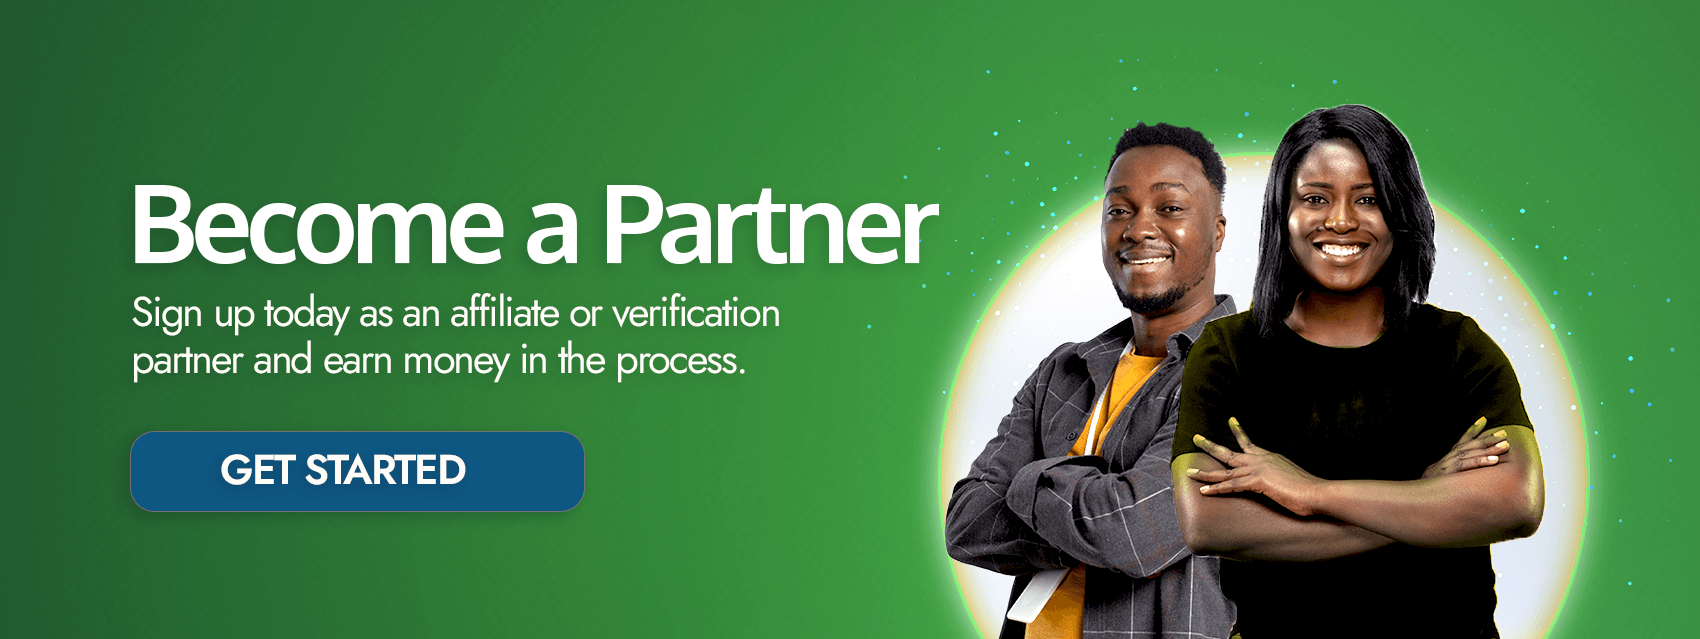 Become a Partner
Sign up today as an affiliate or verification
partner and earn money in the process.
GET STARTED